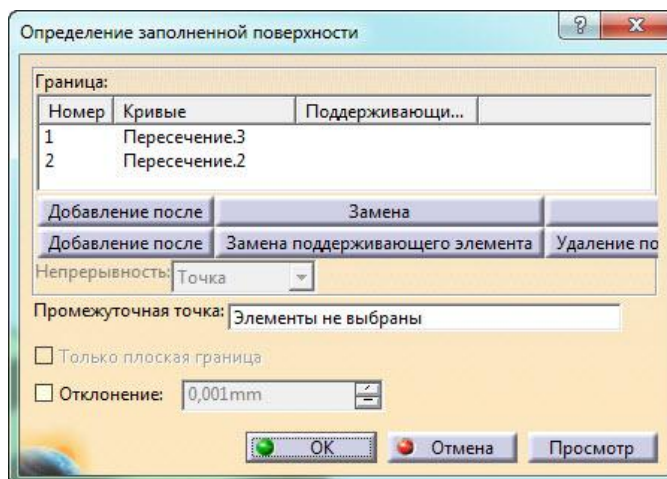 Определение заполненной поверхности
Граница:
Номер Кривые Поддерживающи...
1 Пересечение.3
2 Пересечение.2
Добавление после Замена
Добавление после Замена поддерживающего элемента Удаление по
Непрерывность: Точка
Промежуточная точка: Элементы не выбраны
Только плоская граница
Отклонение: 0,001mm
OK Отмена Просмотр